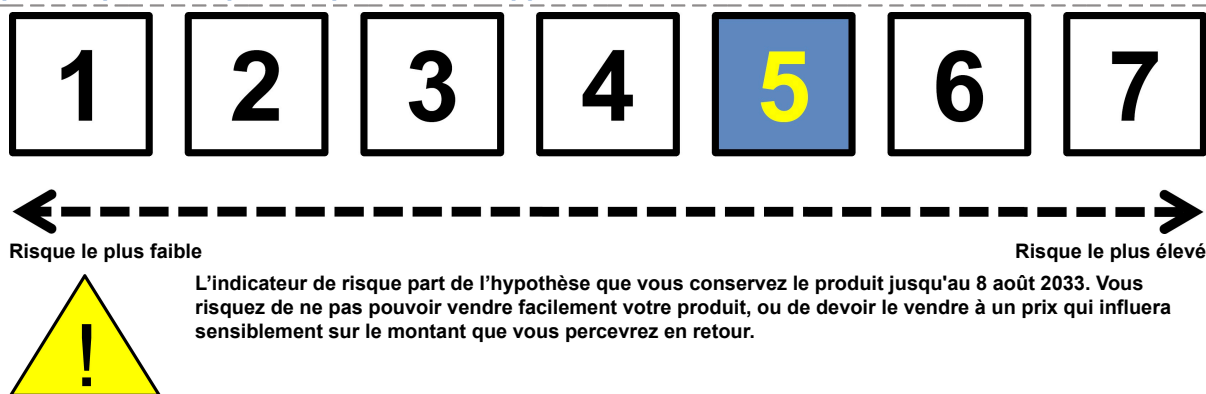 1 2 3 4 5 6 7
Risque le plus faible Risque le plus élevé
! L’indicateur de risque part de l’hypothèse que vous conservez le produit jusqu'au 8 août 2033. Vous
risquez de ne pas pouvoir vendre facilement votre produit, ou de devoir le vendre à un prix qui influera
sensiblement sur le montant que vous percevrez en retour.